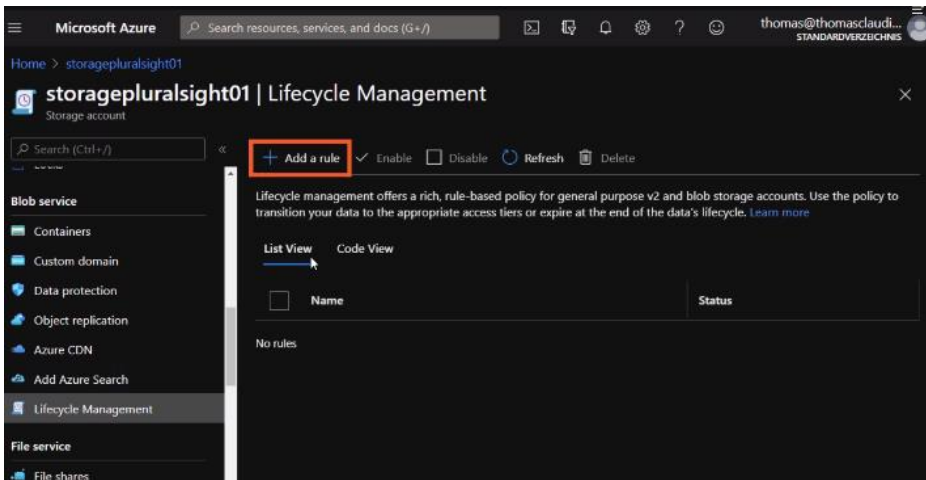 Microsoft Azure
Search resources, services, and docs (G+/)
thomas@thomasclaudi...
STANDARDVERZEICHNIS
Home > storagepluralsight01
storagepluralsight01 | Lifecycle Management
Storage account
Search (Ctrl+/)
«
Add a rule
Enable
Disable
Refresh
Delete
Blob service
Containers
Custom domain
Data protection
Object replication
Azure CDN
Add Azure Search
Lifecycle Management
File service
File shares
Lifecycle management offers a rich, rule-based policy for general purpose v2 and blob storage accounts. Use the policy to
transition your data to the appropriate access tiers or expire at the end of the data's lifecycle. Learn more
List View
Code View
Name
Status
No rules